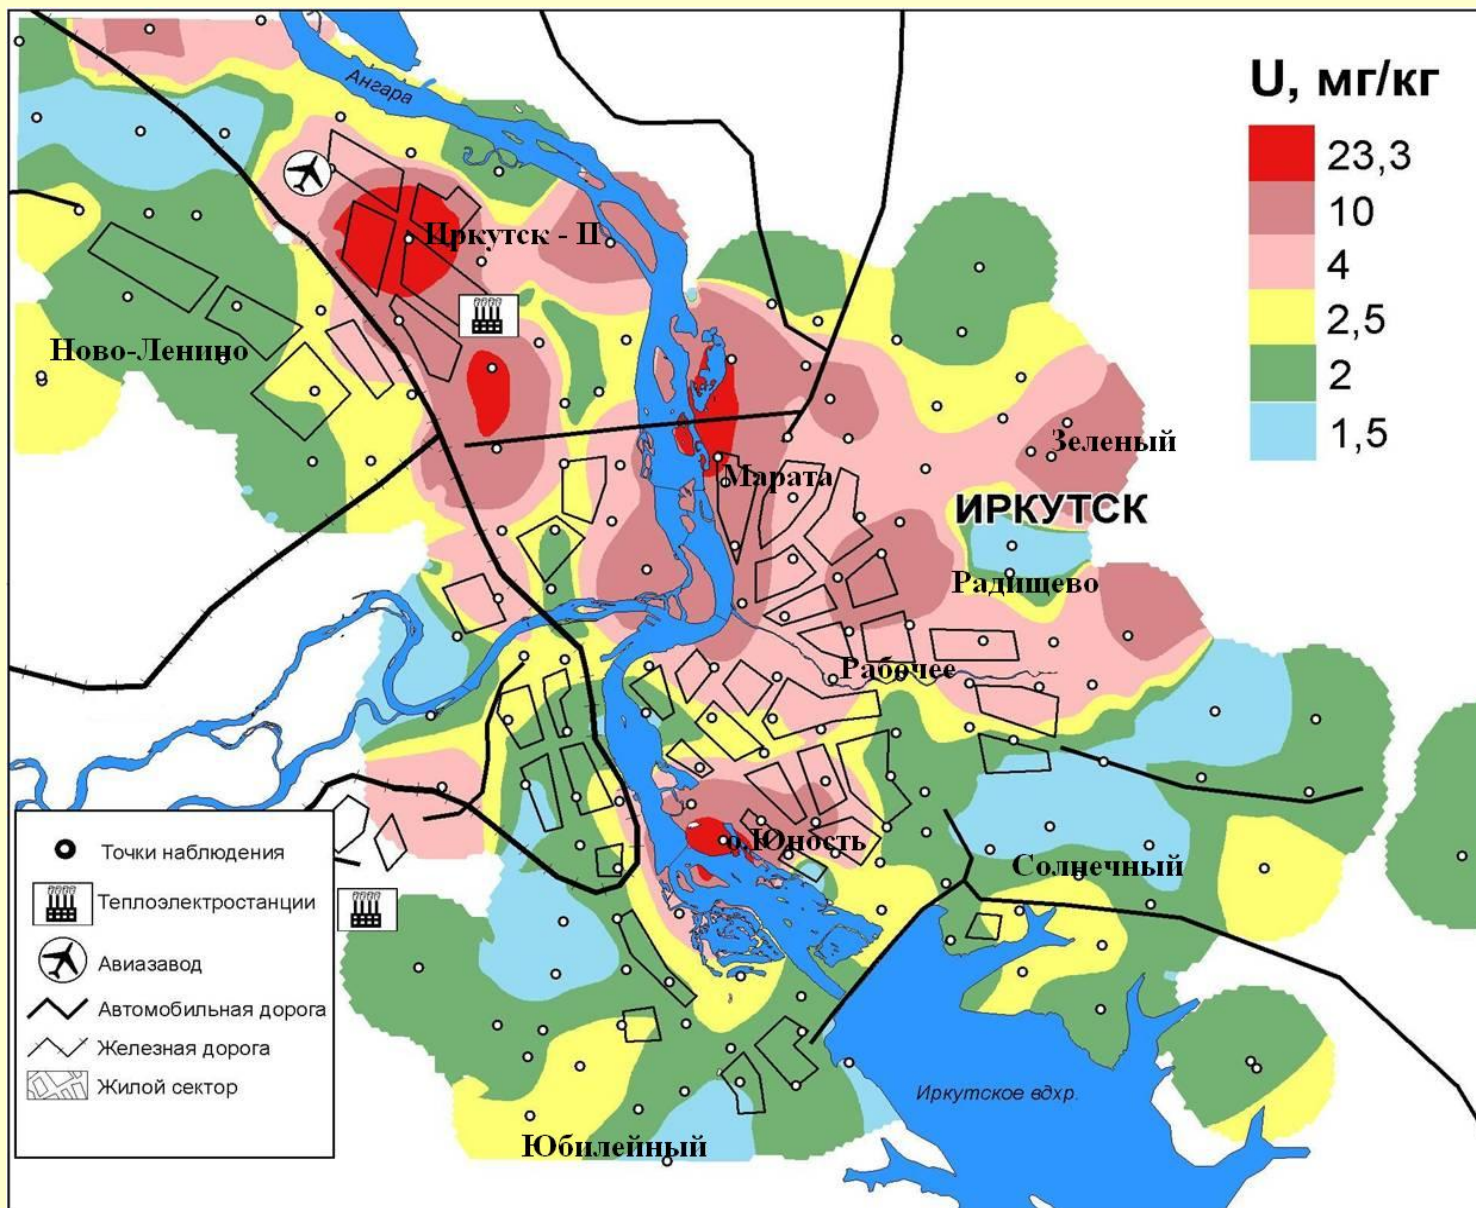 Ангара
U, мг/кг
23,3
10
4
2,5
2
1,5
Иркутск - II
Ново-Ленино
Зеленый
Марата
ИРКУТСК
Радищево
Рабочее
о.Юность
Солнечный
Точки наблюдения
Теплоэлектростанции
Авиазавод
Автомобильная дорога
Железная дорога
Жилой сектор
Иркутское вдхр.
Юбилейный